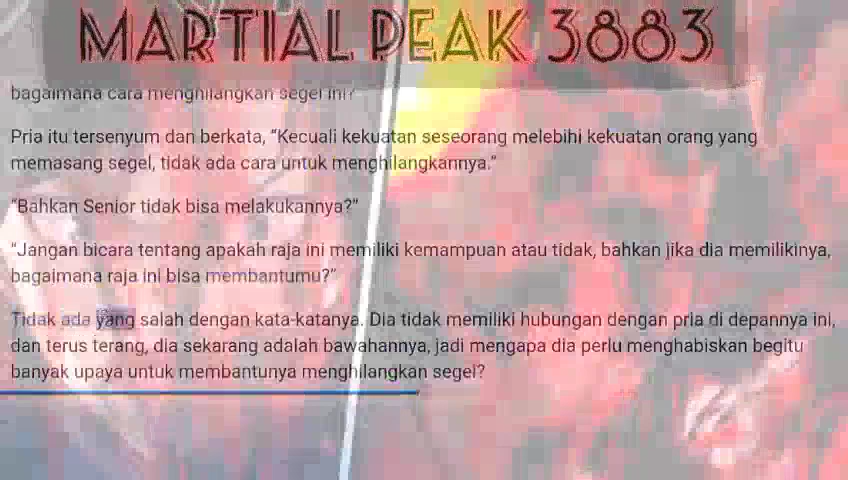 MARTIAL PEAK 3883
bagaimana cara menghilangkan segel ini?
Pria itu tersenyum dan berkata, “Kecuali kekuatan seseorang melebihi kekuatan orang yang
memasang segel, tidak ada cara untuk menghilangkannya.”
“Bahkan Senior tidak bisa melakukannya?”
“Jangan bicara tentang apakah raja ini memiliki kemampuan atau tidak, bahkan jika dia memilikinya,
bagaimana raja ini bisa membantumu?”
Tidak ada yang salah dengan kata-katanya. Dia tidak memiliki hubungan dengan pria di depannya ini,
dan terus terang, dia sekarang adalah bawahannya, jadi mengapa dia perlu menghabiskan begitu
banyak upaya untuk membantunya menghilangkan segel?